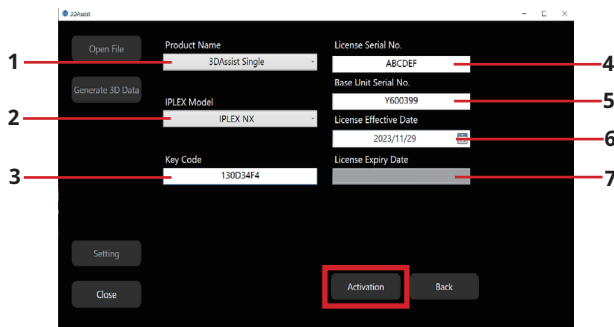 3DAssist
Open File
Generate 3D Data
Product Name
3DAssist Single
IPLEX Model
IPLEX NX
Key Code
130D34F4
License Serial No.
ABCDEF
Base Unit Serial No.
Y600399
License Effective Date
2023/11/29
License Expiry Date
Setting
Close
Activation
Back
1
2
3
4
5
6
7